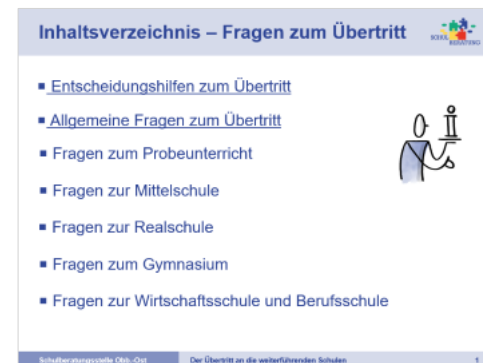 Inhaltsverzeichnis – Fragen zum Übertritt
SCHUL
BERATUNG
Entscheidungshilfen zum Übertritt
Allgemeine Fragen zum Übertritt
Fragen zum Probeunterricht
Fragen zur Mittelschule
Fragen zur Realschule
Fragen zum Gymnasium
Fragen zur Wirtschaftsschule und Berufsschule
Schulberatungsstelle Obb.-Ost Der Übertritt an die weiterführenden Schulen 1